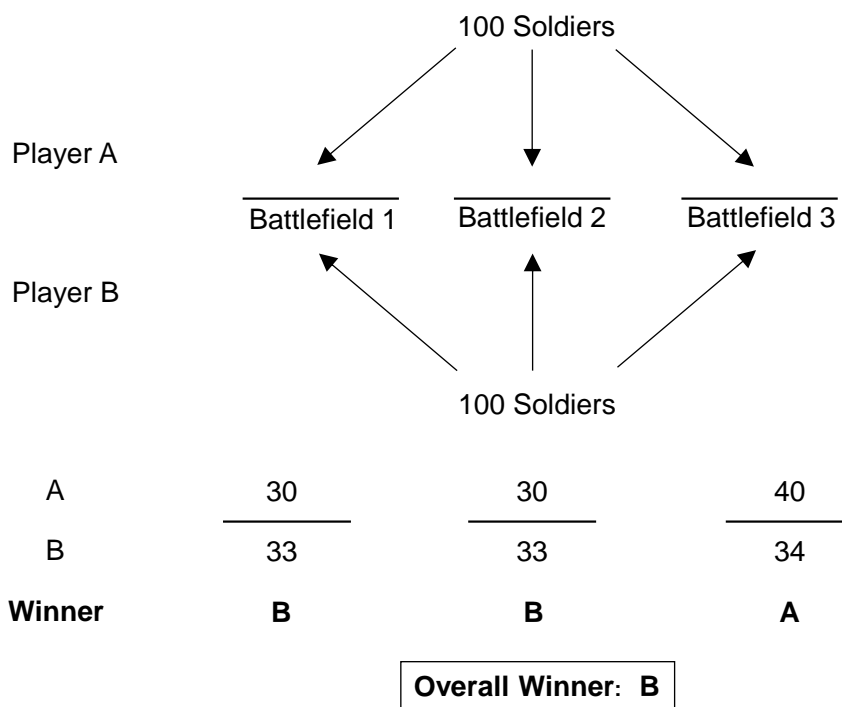 100 Soldiers
Player A
Battlefield 1 Battlefield 2 Battlefield 3
Player B
100 Soldiers
A 30 30 40
B 33 33 34
Winner B B A
Overall Winner: B